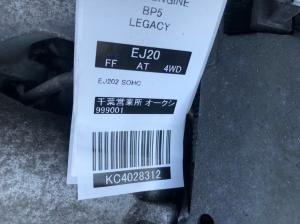 ENGINE
BP5
LEGACY
EJ20
FF AT 4WD
EJ202 SOHC
千葉営業所 オークシ
999001
KC4028312